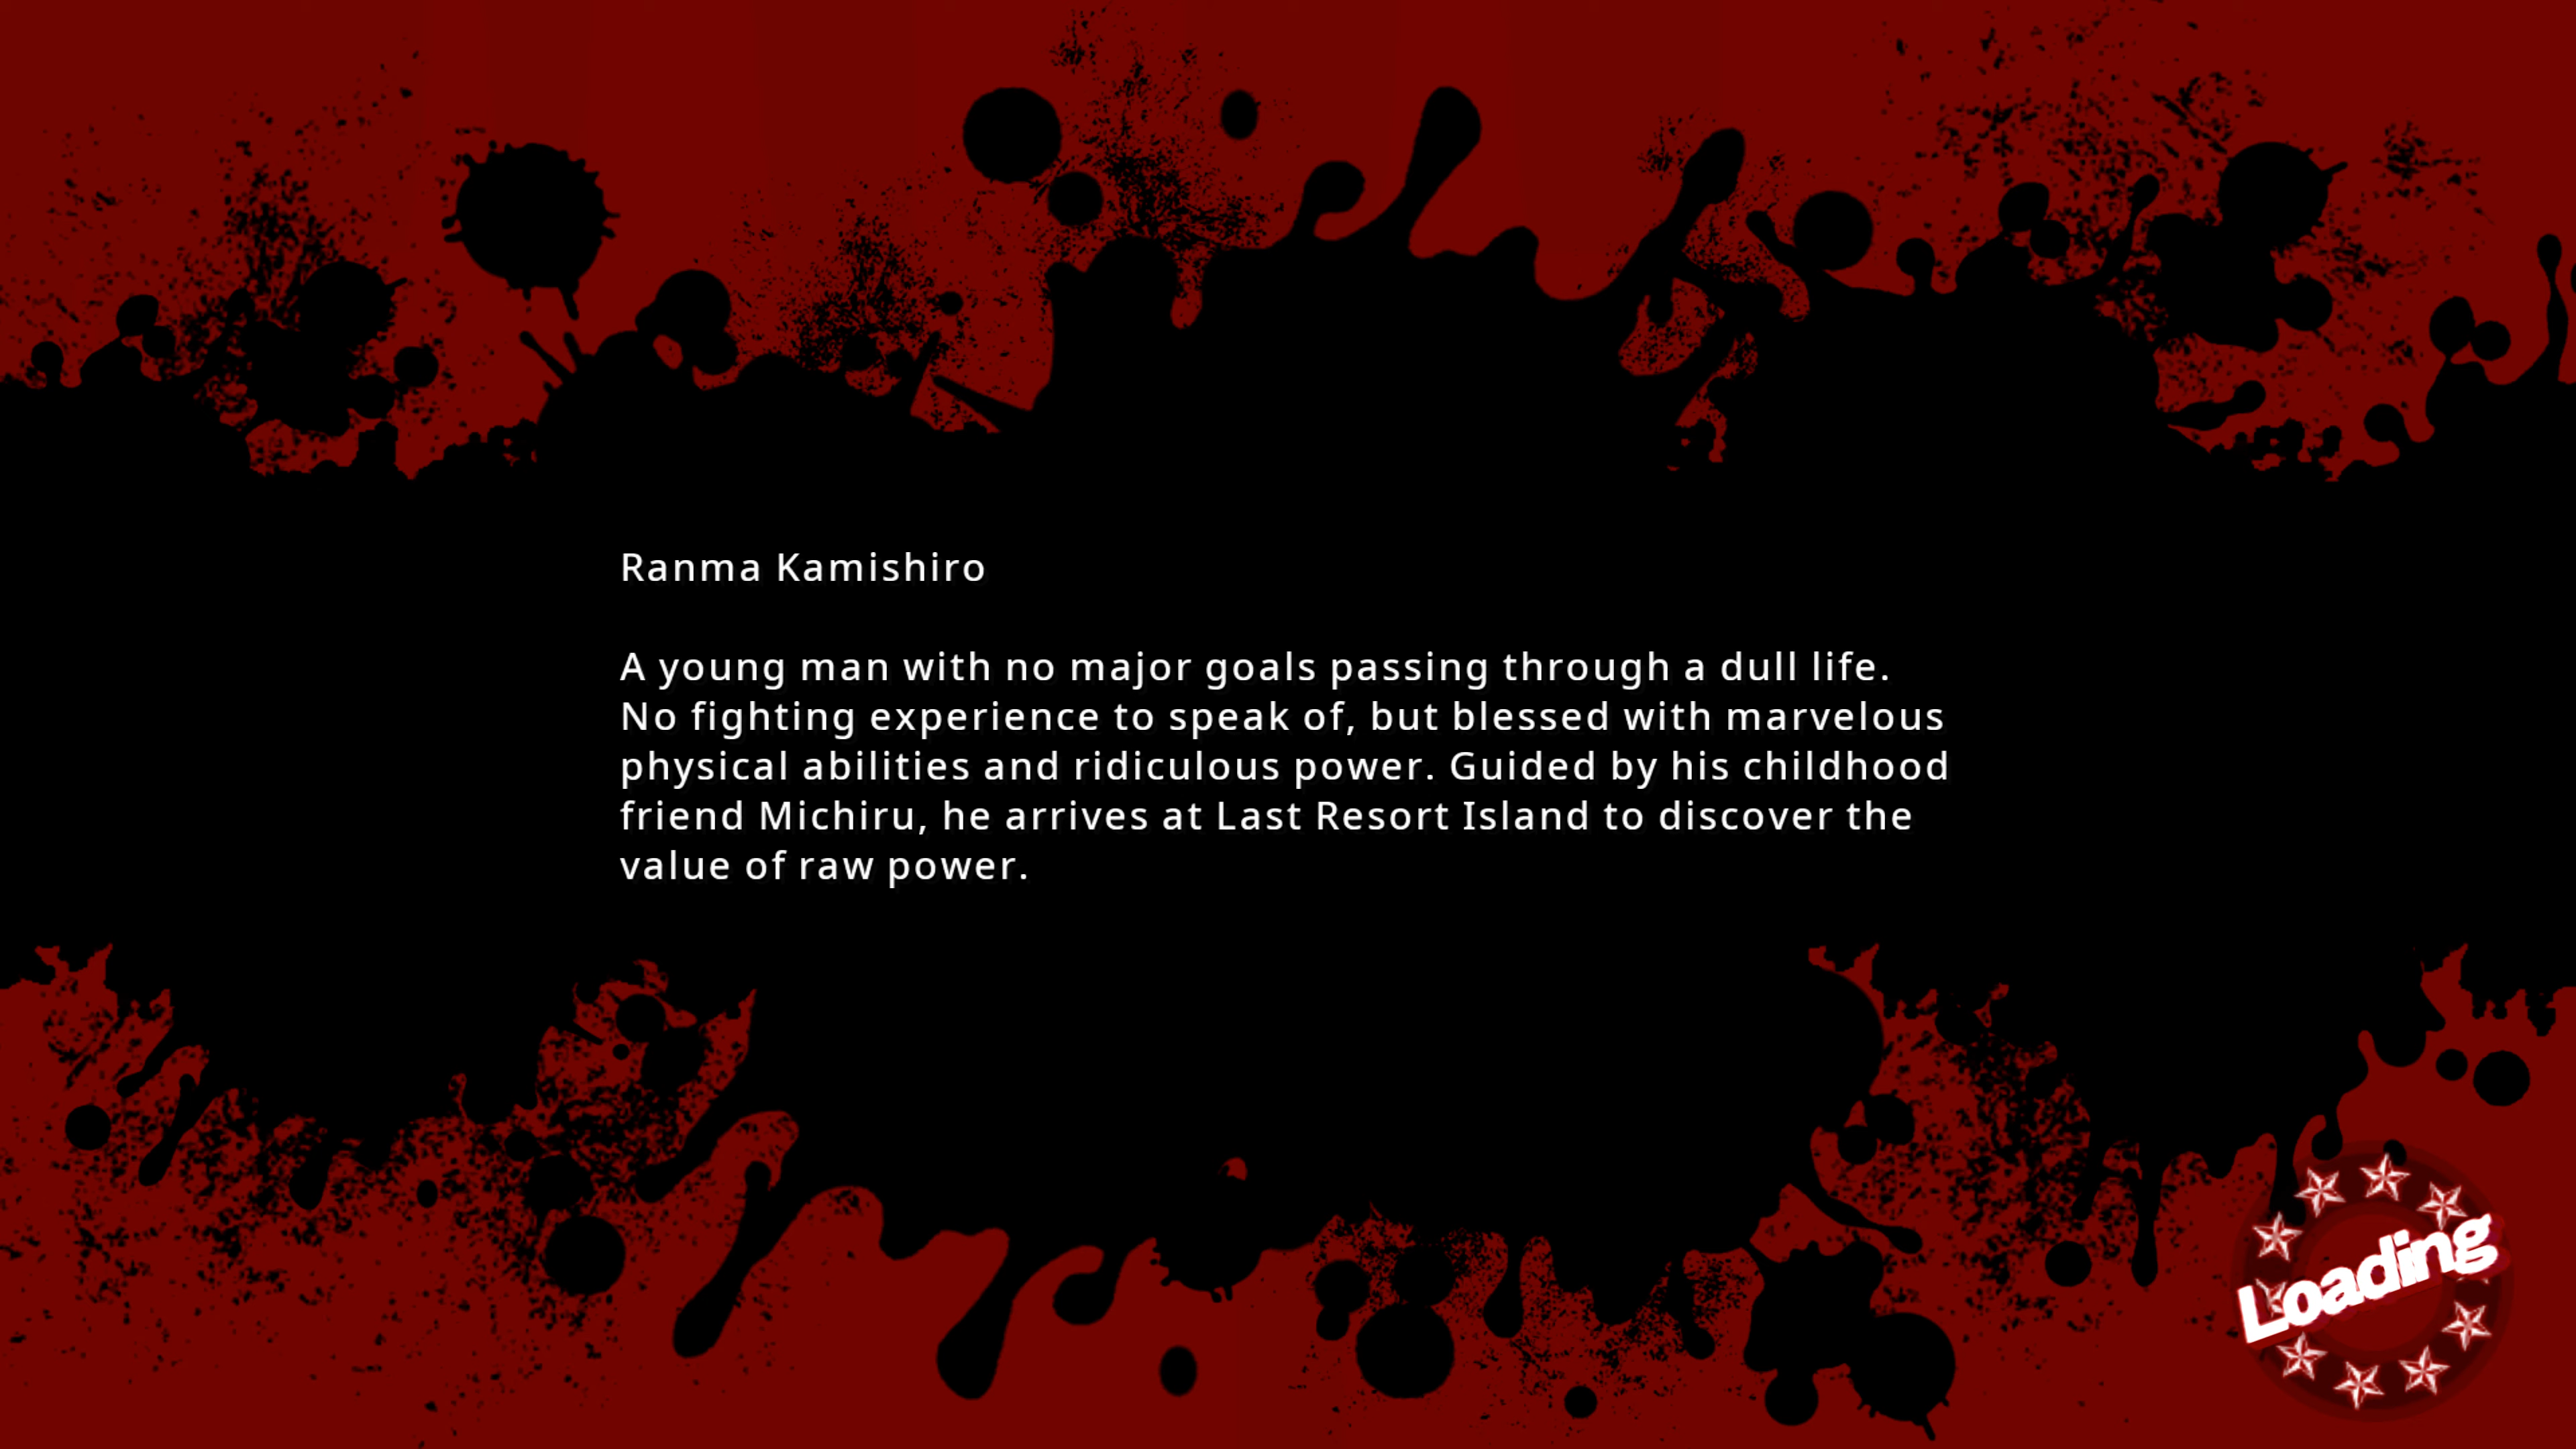 Ranma Kamishiro
A young man with no major goals passing through a dull life.
No fighting experience to speak of, but blessed with marvelous
physical abilities and ridiculous power. Guided by his childhood
friend Michiru, he arrives at Last Resort Island to discover the
value of raw power.
Loading